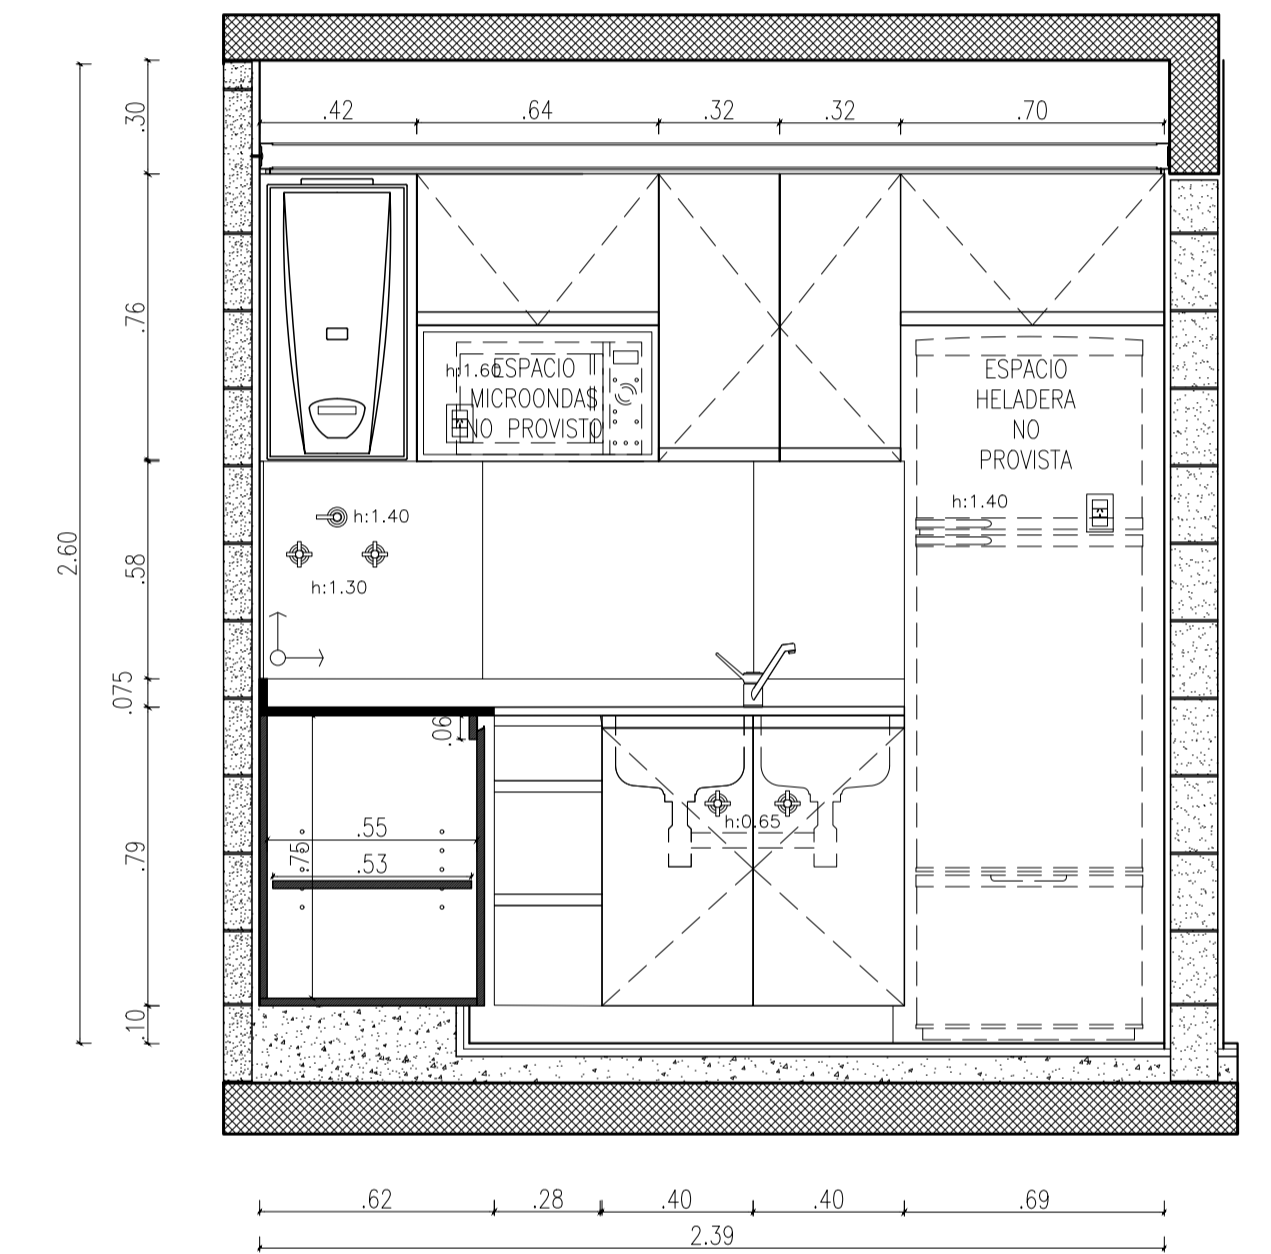 .42
.64
.32
.32
.70
.30
.76
2.60
.58
.075
.79
.10
h:1.60
ESPACIO
MICROONDAS
NO PROVISTO
ESPACIO
HELADERA
NO
PROVISTA
h:1.40
h:1.40
h:1.30
.06
.55
.75
.53
h:0.65
.62
.28
.40
.40
.69
2.39